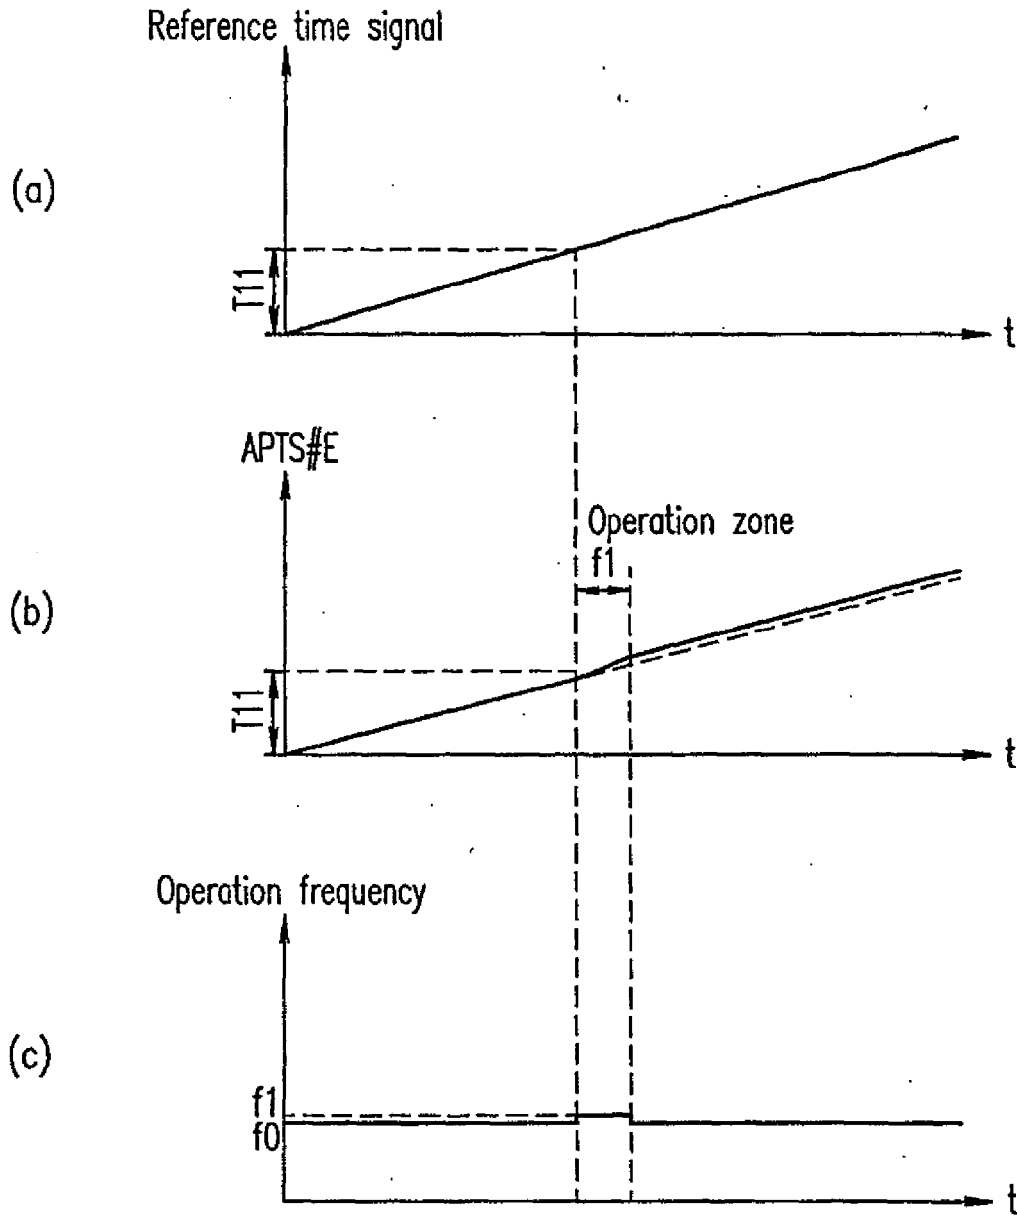 Reference time signal
(a)
T11
t
APTS#E
Operation zone
f1
(b)
T11
t
Operation frequency
(c)
f1
f0
t